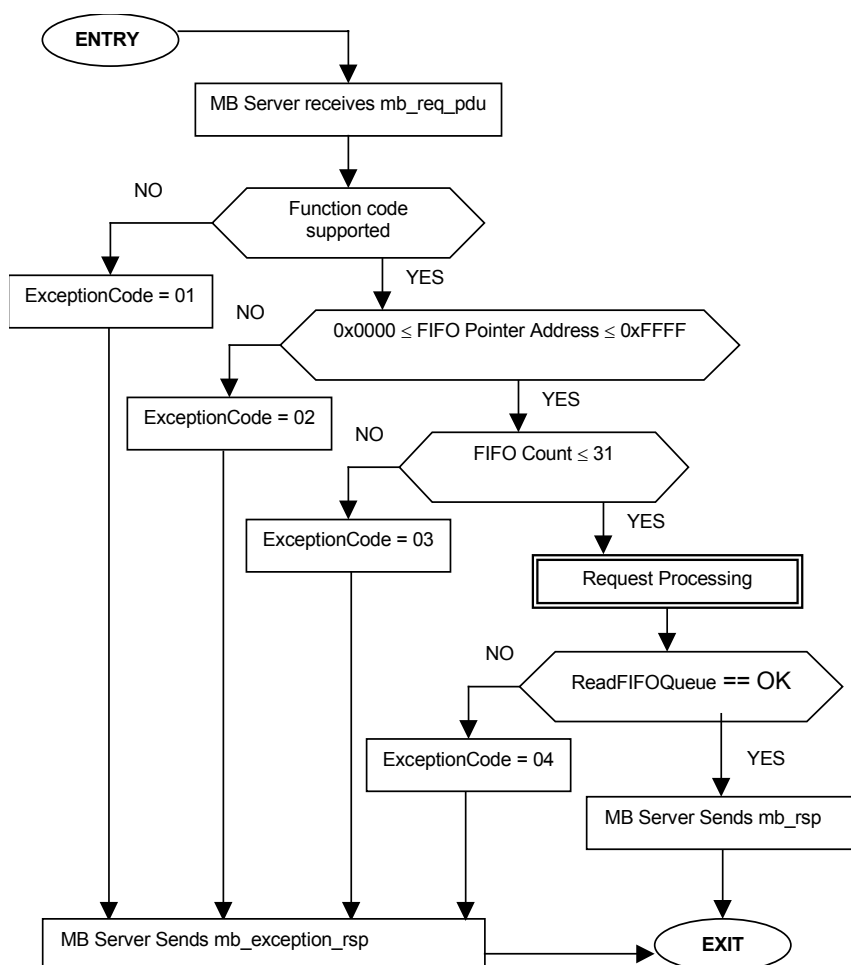 ENTRY
MB Server receives mb_req_pdu
NO
Function code
supported
YES
ExceptionCode = 01
NO
0x0000 ≤ FIFO Pointer Address ≤ 0xFFFF
YES
ExceptionCode = 02
NO
FIFO Count ≤ 31
YES
ExceptionCode = 03
Request Processing
NO
ReadFIFOQueue == OK
ExceptionCode = 04
YES
MB Server Sends mb_rsp
MB Server Sends mb_exception_rsp
EXIT